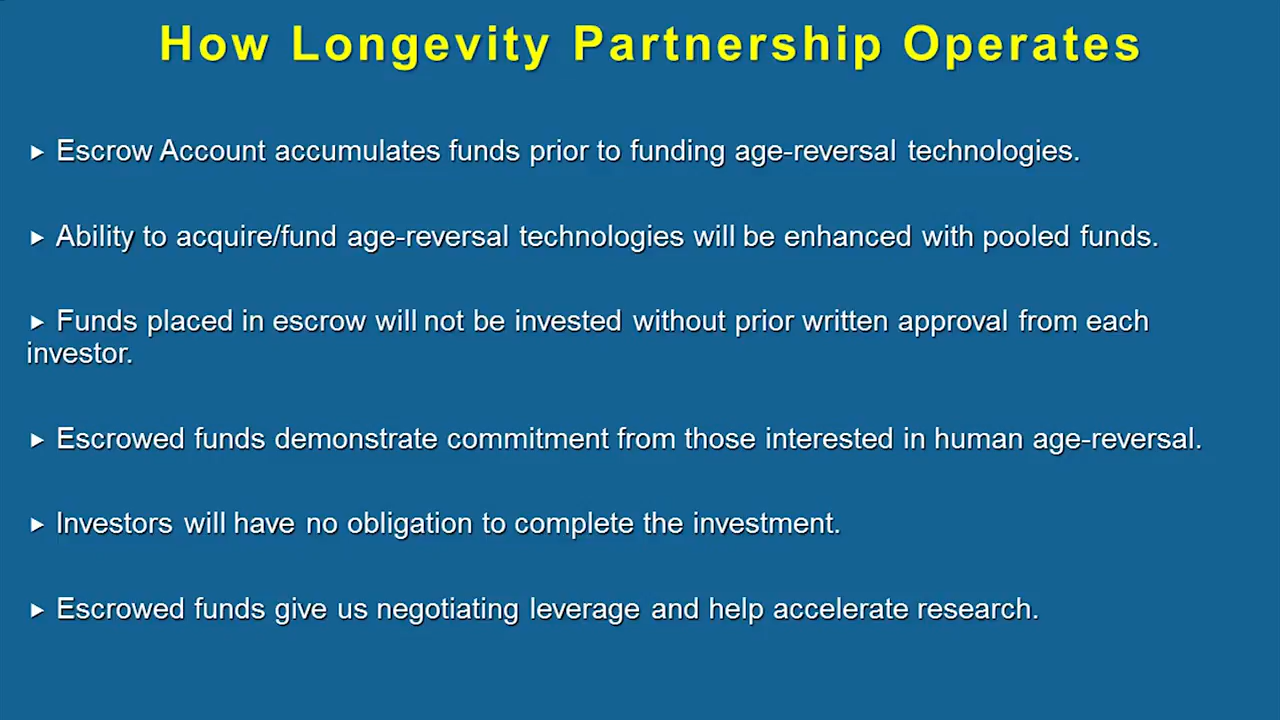 How Longevity Partnership Operates
► Escrow Account accumulates funds prior to funding age-reversal technologies.
► Ability to acquire/fund age-reversal technologies will be enhanced with pooled funds.
► Funds placed in escrow will not be invested without prior written approval from each
investor.
► Escrowed funds demonstrate commitment from those interested in human age-reversal.
► Investors will have no obligation to complete the investment.
► Escrowed funds give us negotiating leverage and help accelerate research.